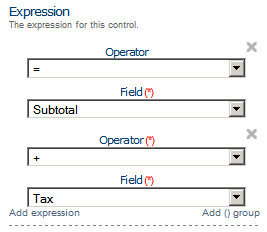 Expression
The expression for this control.
Operator
=
Field (*)
Subtotal
Operator (*)
+
Field (*)
Tax
Add expression Add () group